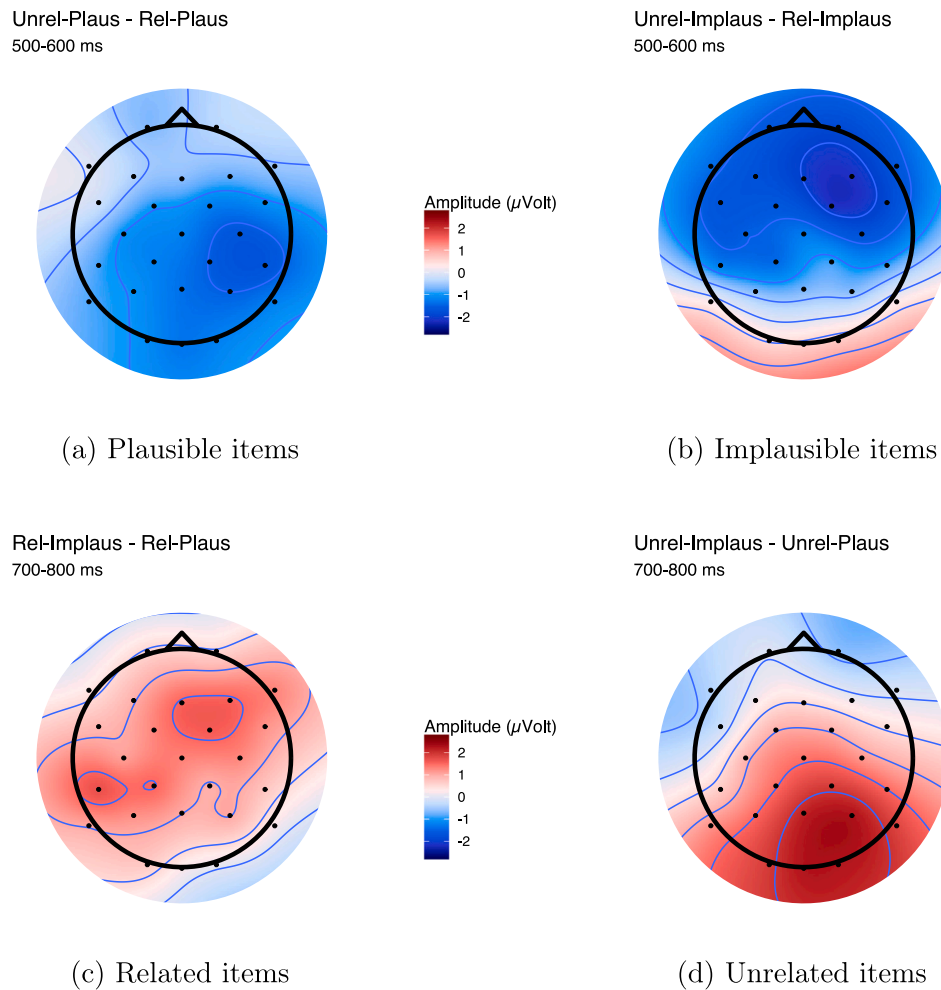 Unrel-Plaus - Rel-Plaus
500-600 ms
Unrel-Implaus - Rel-Implaus
500-600 ms
Amplitude (μVolt)
2
1
0
-1
-2
(a) Plausible items
(b) Implausible items
Rel-Implaus - Rel-Plaus
700-800 ms
Unrel-Implaus - Unrel-Plaus
700-800 ms
Amplitude (μVolt)
2
1
0
-1
-2
(c) Related items
(d) Unrelated items